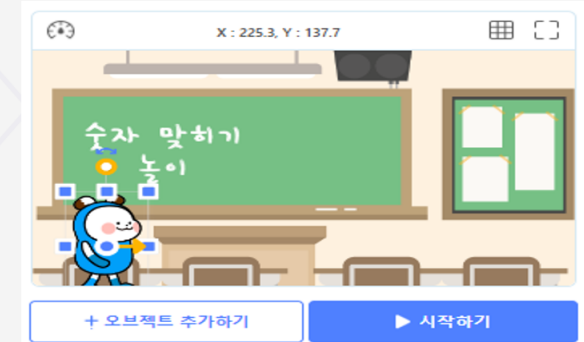 X : 225.3, Y : 137.7
숫자 맞히기
놀이
+ 오브젝트 추가하기
▶ 시작하기